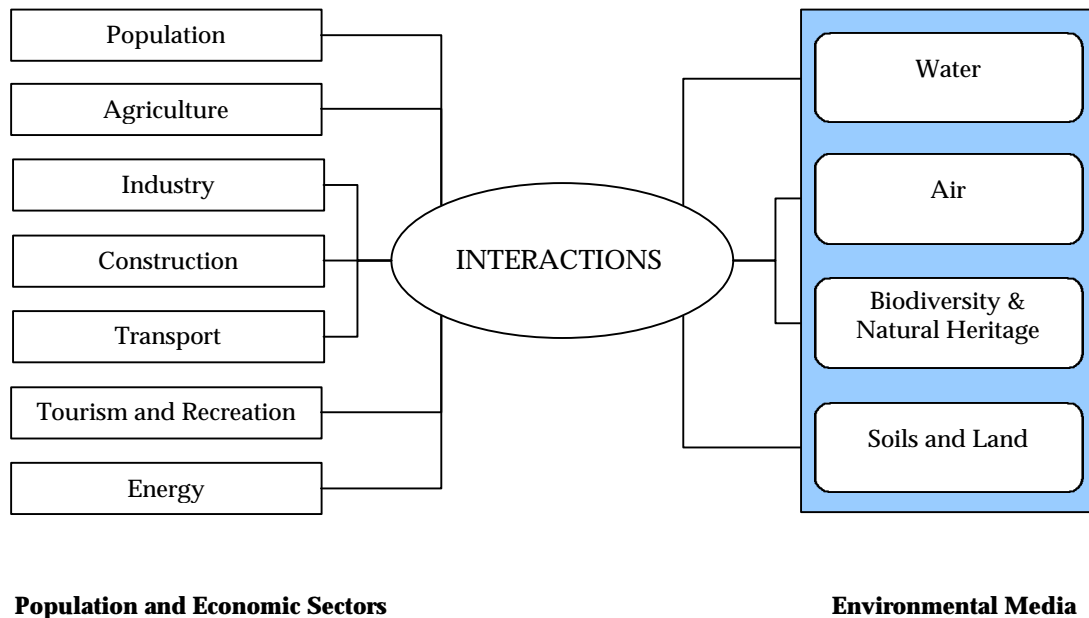 Population
Agriculture
Industry
Construction
Transport
Tourism and Recreation
Energy
INTERACTIONS
Water
Air
Biodiversity &
Natural Heritage
Soils and Land
Population and Economic Sectors
Environmental Media